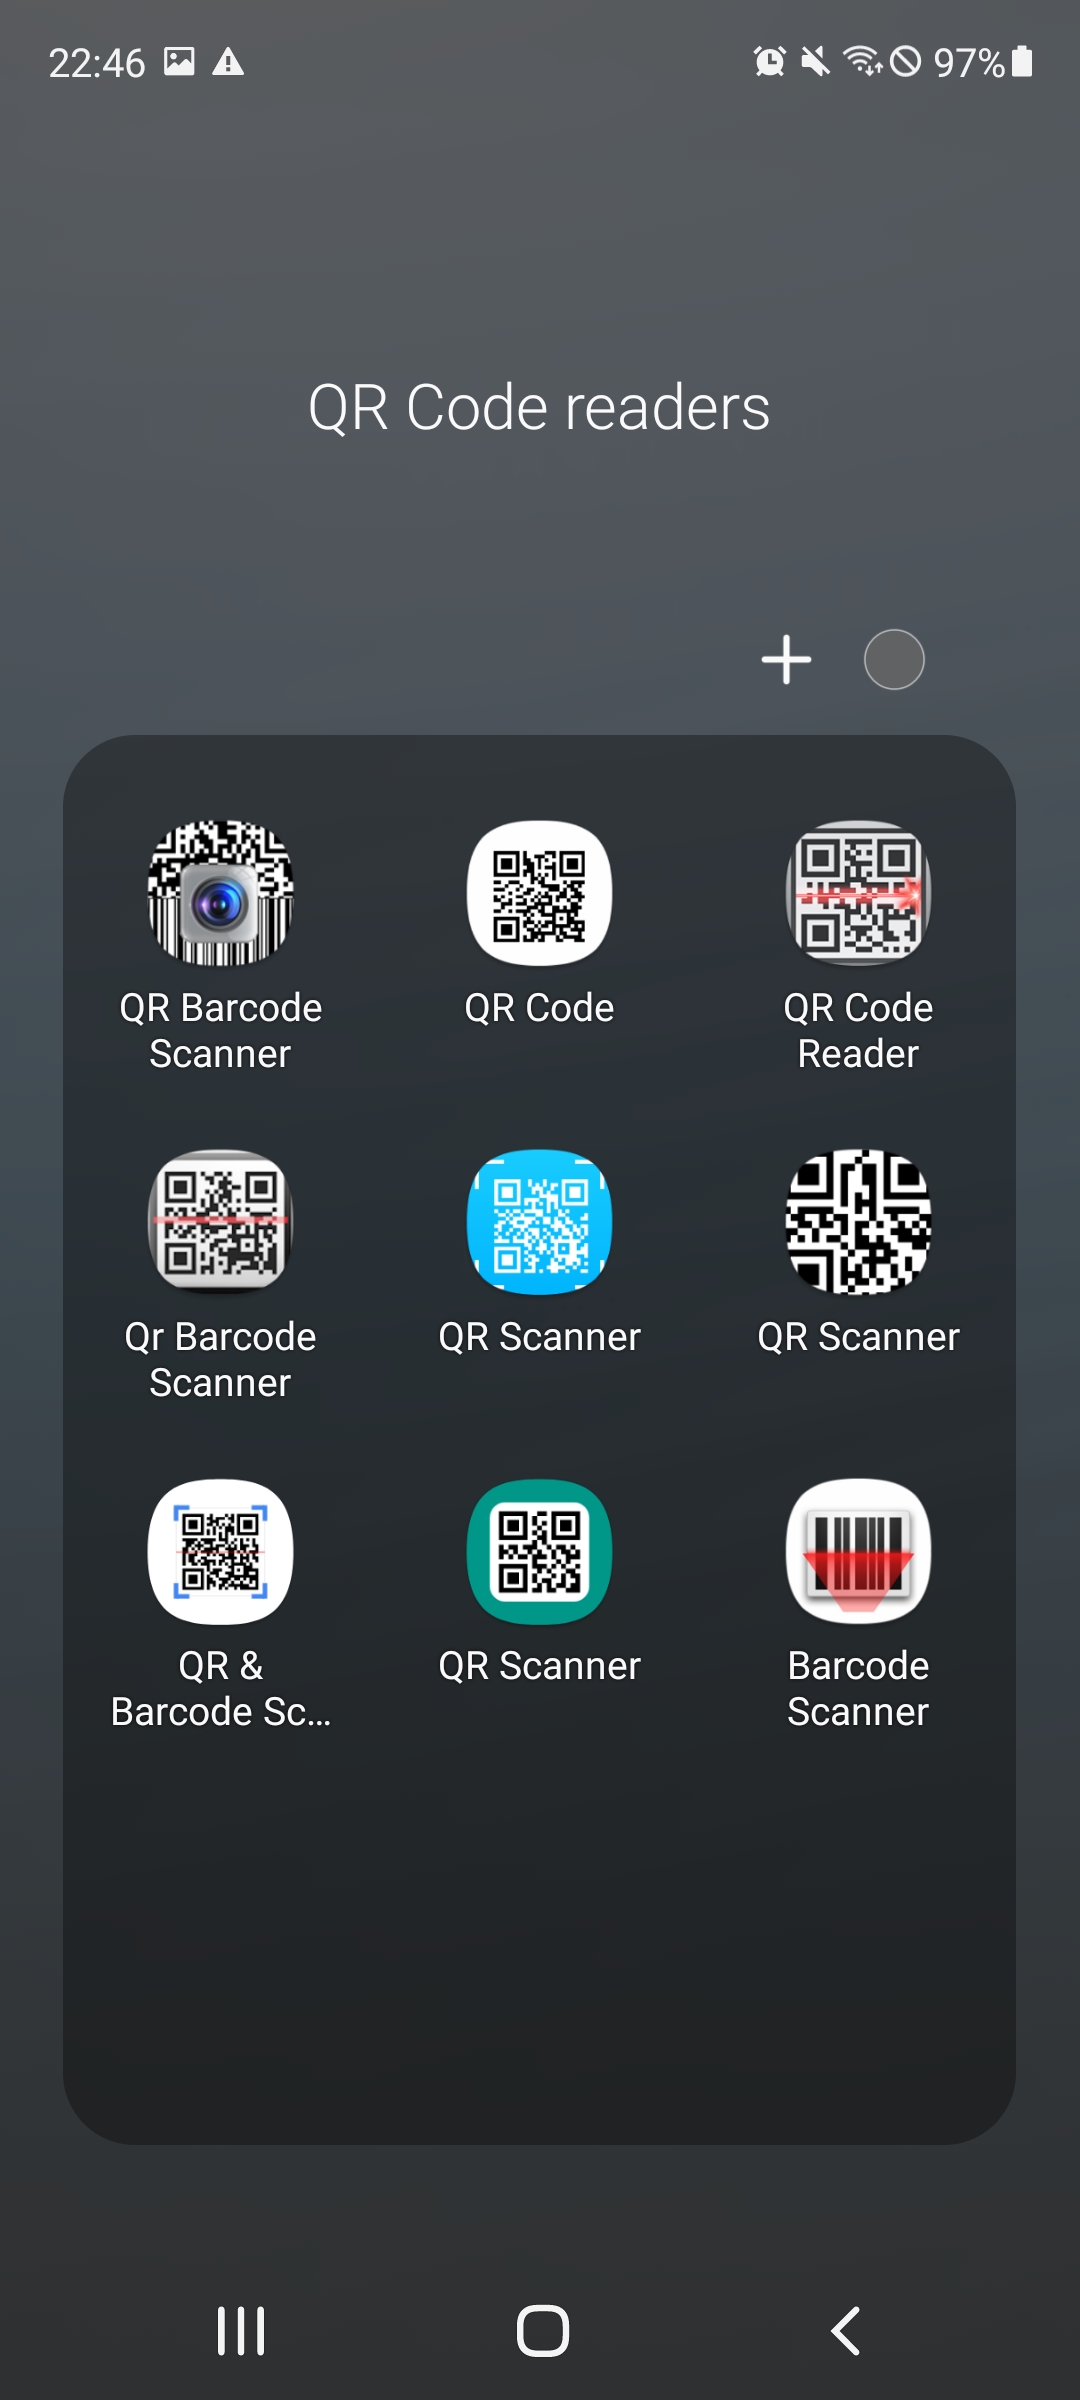 22:46
97%
QR Code readers
QR Barcode
Scanner
QR Code
QR Code
Reader
Qr Barcode
Scanner
QR Scanner
QR Scanner
QR &
Barcode Sc...
QR Scanner
Barcode
Scanner